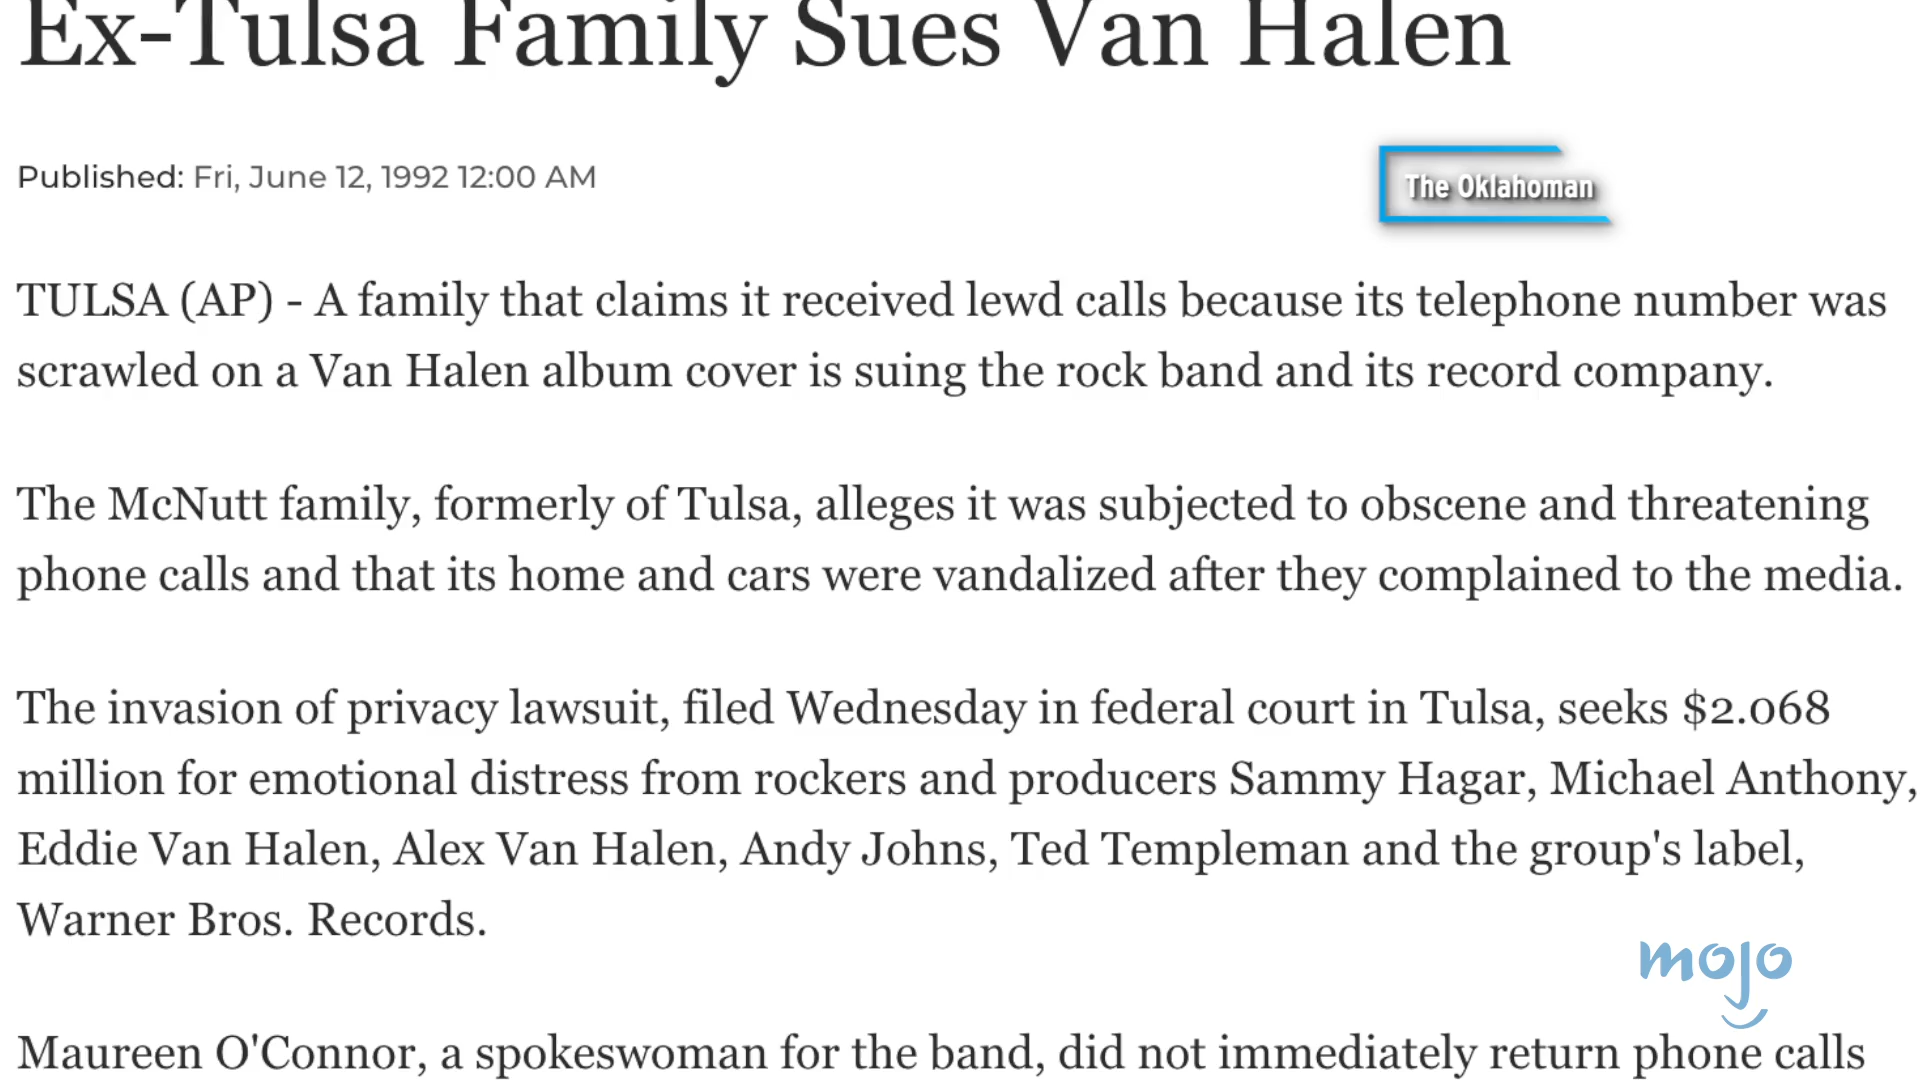 Ex-Tulsa Family Sues Van Halen
Published: Fri, June 12, 1992 12:00 AM
The Oklahoman
TULSA (AP) - A family that claims it received lewd calls because its telephone number was
scrawled on a Van Halen album cover is suing the rock band and its record company.
The McNutt family, formerly of Tulsa, alleges it was subjected to obscene and threatening
phone calls and that its home and cars were vandalized after they complained to the media.
The invasion of privacy lawsuit, filed Wednesday in federal court in Tulsa, seeks $2.068
million for emotional distress from rockers and producers Sammy Hagar, Michael Anthony,
Eddie Van Halen, Alex Van Halen, Andy Johns, Ted Templeman and the group's label,
Warner Bros. Records.
mojo
Maureen O'Connor, a spokeswoman for the band, did not immediately return phone calls